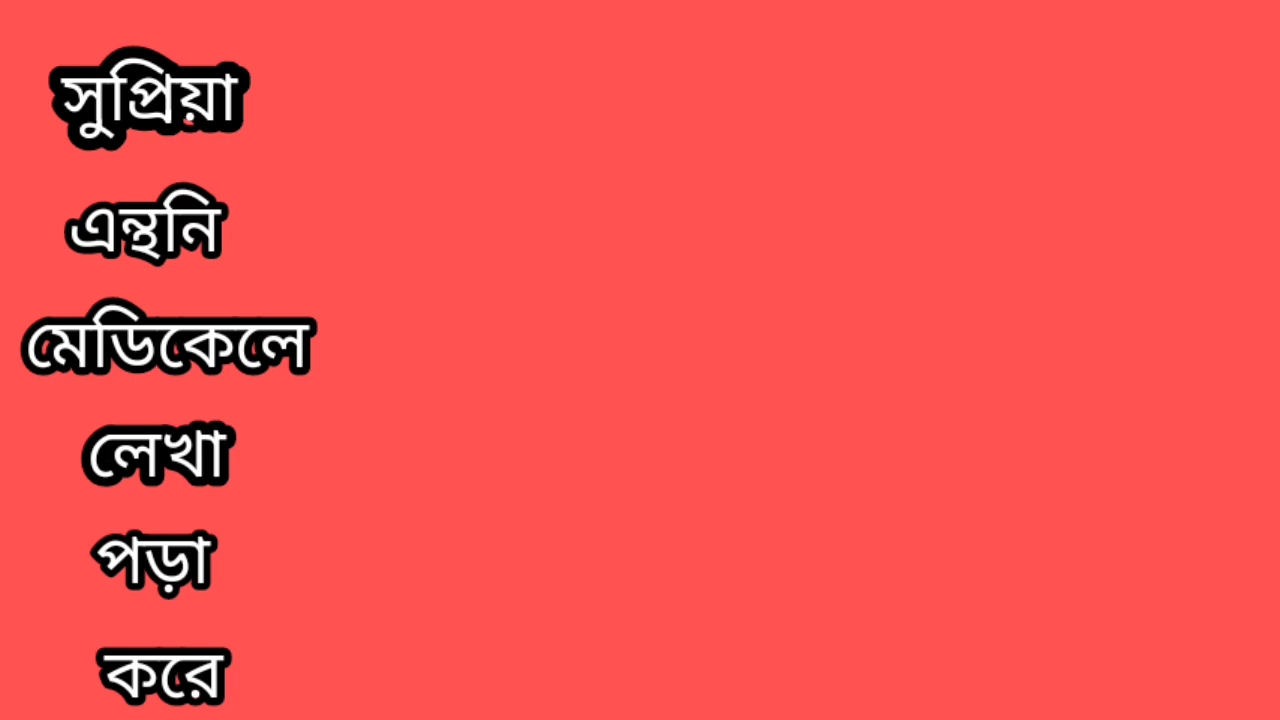 সুপ্রিয়া
এন্থনি
মেডিকেলে
লেখা
পড়া
করে